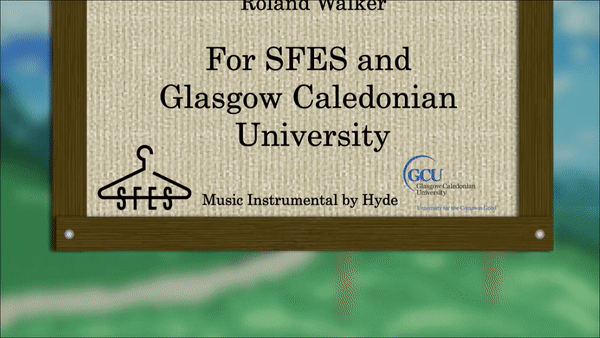 Roland Walker
For SFES and
Glasgow Caledonian
University
SFES
Music Instrumental by Hyde
GCU
Glasgow Caledonian
University
University for the Common Good